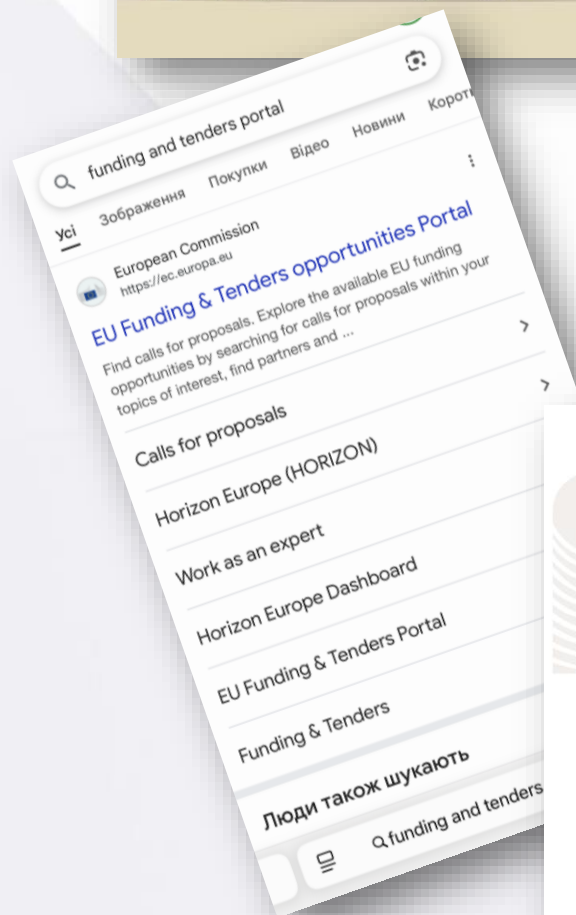 funding and tenders portal
Усі Зображення Покупки Відео Новини
European Commission
https://ec.europa.eu
EU Funding & Tenders opportunities Portal
Find calls for proposals. Explore the available EU funding
opportunities by searching for calls for proposals within your
topics of interest, find partners and ...
Calls for proposals
Horizon Europe (HORIZON)
Work as an expert
Horizon Europe Dashboard
EU Funding & Tenders Portal
Funding & Tenders
Люди також шукають
funding and tenders